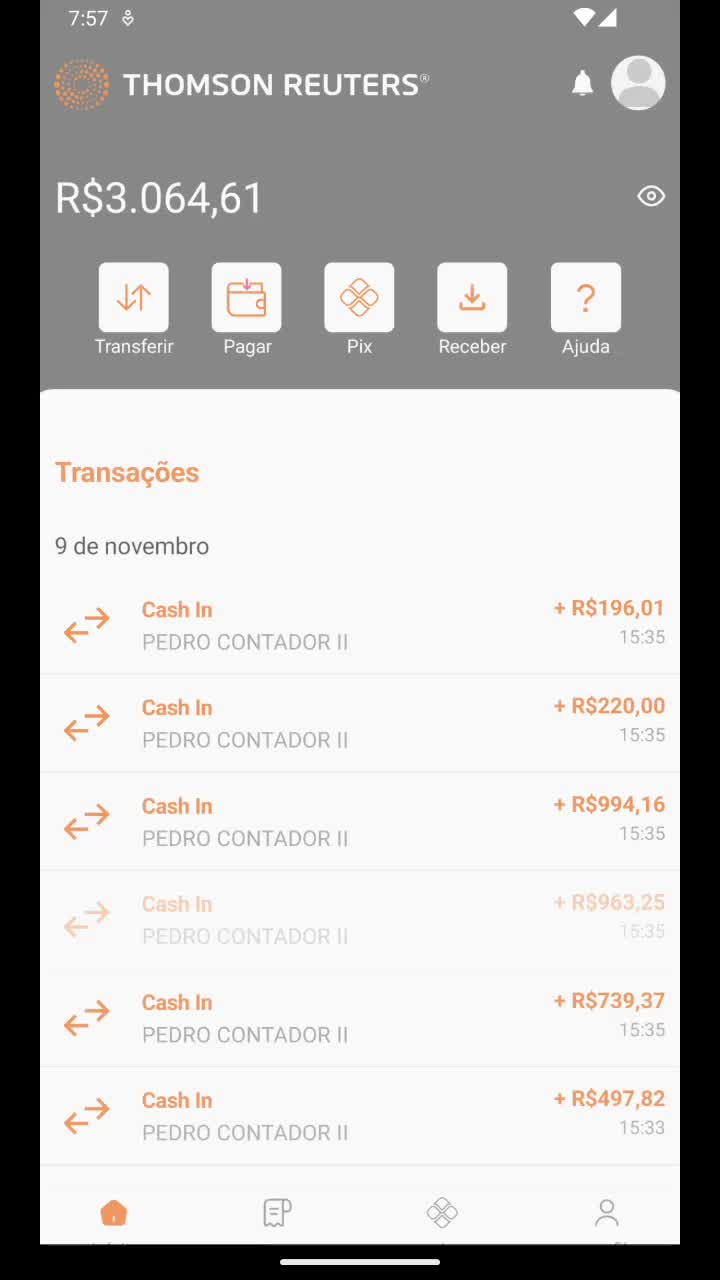 7:57
THOMSON REUTERS®
R$3.064,61
Transferir Pagar Pix Receber Ajuda
Transações
9 de novembro
Cash In + R$196,01
PEDRO CONTADOR II 15:35
Cash In + R$220,00
PEDRO CONTADOR II 15:35
Cash In + R$994,16
PEDRO CONTADOR II 15:35
Cash In + R$963,25
PEDRO CONTADOR II 15:35
Cash In + R$739,37
PEDRO CONTADOR II 15:35
Cash In + R$497,82
PEDRO CONTADOR II 15:33